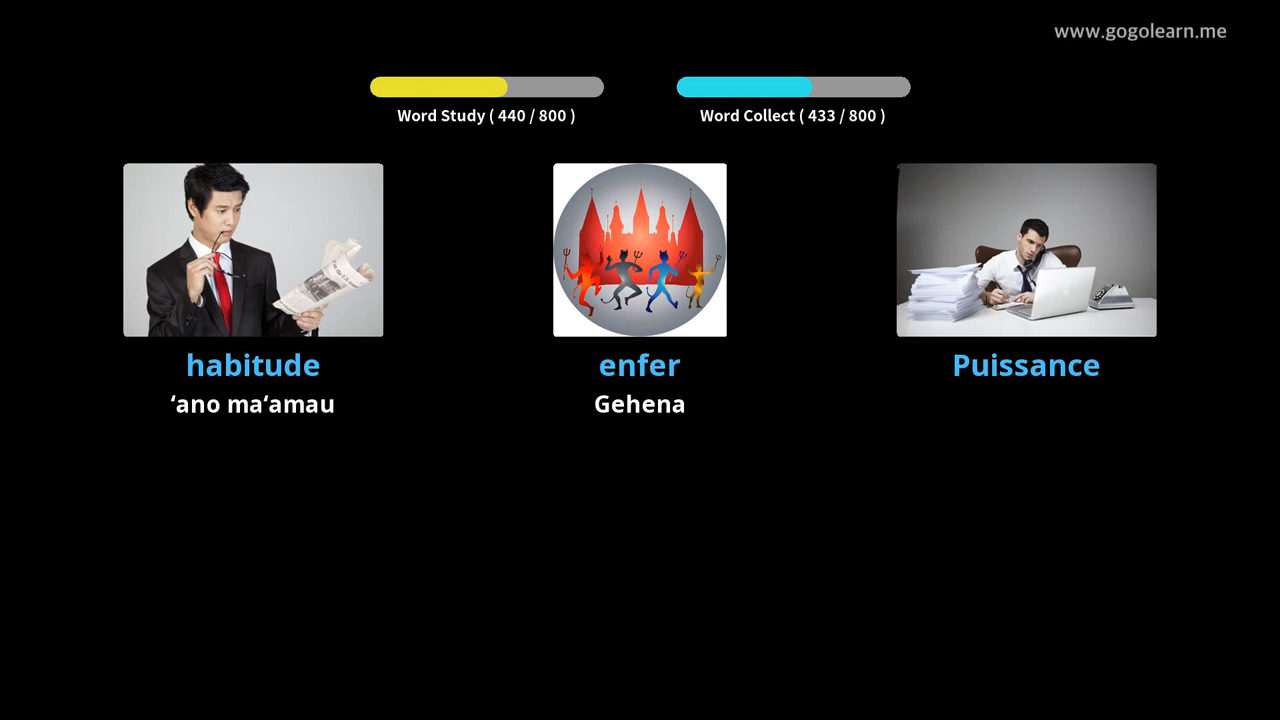 www.gogolearn.me
Word Study ( 440 / 800 )
Word Collect ( 433 / 800 )
habitude
enfer
Puissance
ʻano maʻamau
Gehena